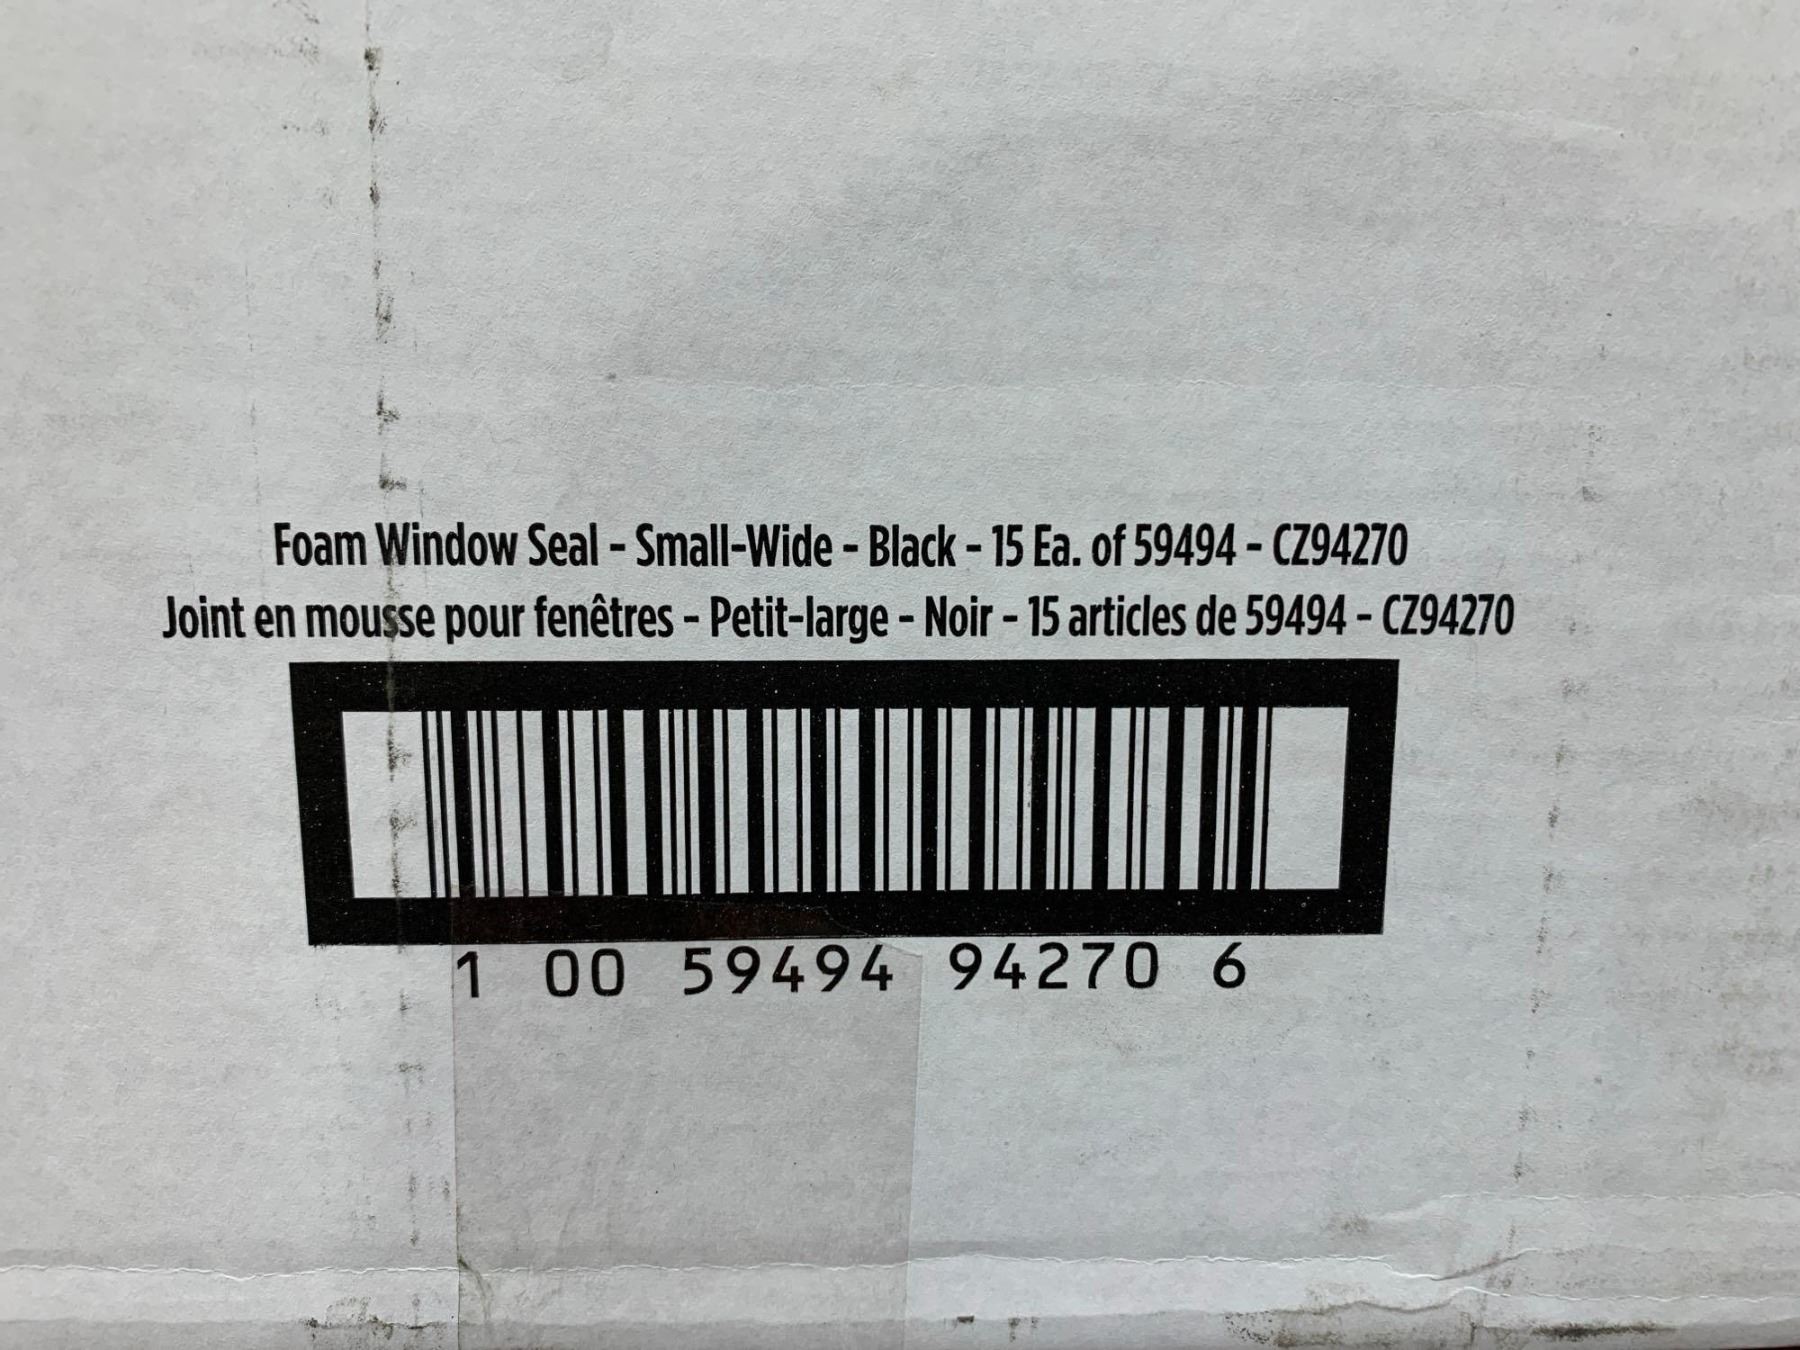 Foam Window Seal - Small-Wide - Black - 15 Ea. of 59494 - CZ94270
Joint en mousse pour fenêtres - Petit-large - Noir - 15 articles de 59494 - CZ94270
1 00 59494 94270 6